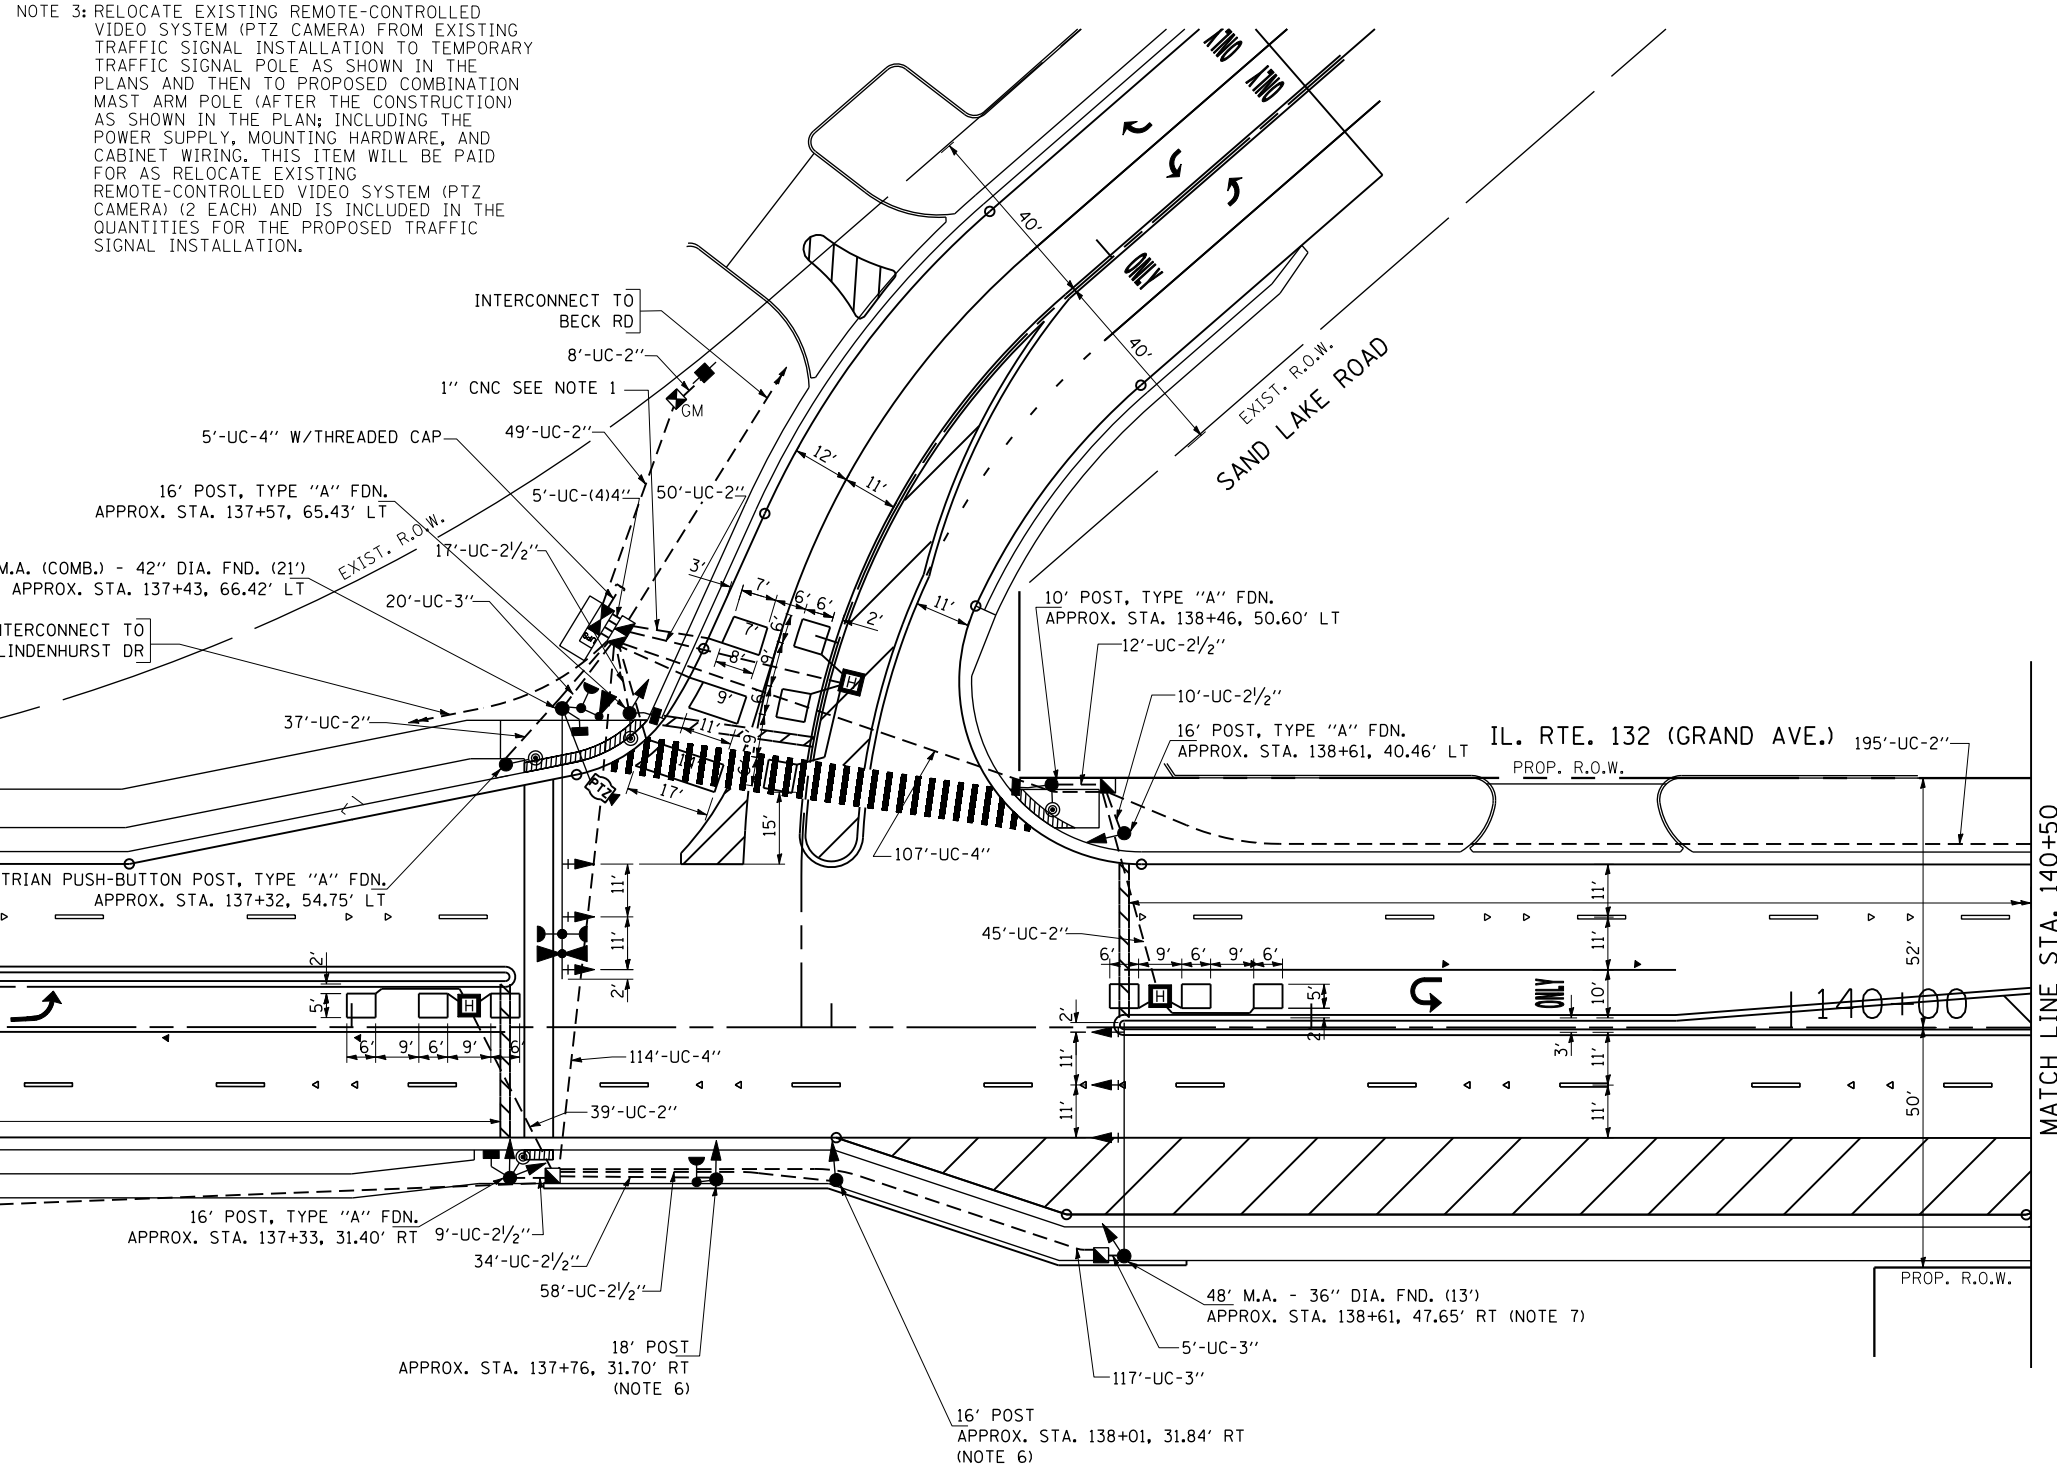 NOTE 3: RELOCATE EXISTING REMOTE-CONTROLLED
VIDEO SYSTEM (PTZ CAMERA) FROM EXISTING
TRAFFIC SIGNAL INSTALLATION TO TEMPORARY
TRAFFIC SIGNAL POLE AS SHOWN IN THE
PLANS AND THEN TO PROPOSED COMBINATION
MAST ARM POLE (AFTER THE CONSTRUCTION)
AS SHOWN IN THE PLAN; INCLUDING THE
POWER SUPPLY, MOUNTING HARDWARE, AND
CABINET WIRING. THIS ITEM WILL BE PAID
FOR AS RELOCATE EXISTING
REMOTE-CONTROLLED VIDEO SYSTEM (PTZ
CAMERA) (2 EACH) AND IS INCLUDED IN THE
QUANTITIES FOR THE PROPOSED TRAFFIC
SIGNAL INSTALLATION.
ONLY
ONLY
ONLY
40'
40'
EXIST. R.O.W.
SAND LAKE ROAD
INTERCONNECT TO
BECK RD
8'-UC-2"
1" CNC SEE NOTE 1
GM
49'-UC-2"
5'-UC-4" W/THREADED CAP
16' POST, TYPE "A" FDN.
APPROX. STA. 137+57, 65.43' LT
5'-UC-(4)4"
50'-UC-2"
12'
11'
EXIST. R.O.W.
17'-UC-2½"
M.A. (COMB.) - 42" DIA. FND. (21')
APPROX. STA. 137+43, 66.42' LT
20'-UC-3"
NTERCONNECT TO
LINDENHURST DR
37'-UC-2"
3'
7'
6'
6'
2'
7'
6'
8'
9'
9'
6'
11'
6'
17'
15'
11'
PTZ
10' POST, TYPE "A" FDN.
APPROX. STA. 138+46, 50.60' LT
12'-UC-2½"
10'-UC-2½"
16' POST, TYPE "A" FDN.
APPROX. STA. 138+61, 40.46' LT
IL. RTE. 132 (GRAND AVE.)
PROP. R.O.W.
195'-UC-2"
107'-UC-4"
TRIAN PUSH-BUTTON POST, TYPE "A" FDN.
APPROX. STA. 137+32, 54.75' LT
H
11'
11'
2'
45'-UC-2"
6'
9'
6'
9'
6'
H
5'
2'
2'
ONLY
11'
11'
10'
3'
11'
11'
52'
50'
140+00
MATCH LINE STA. 140+50
2'
5'
H
6'
9'
6'
9'
6'
11'
11'
114'-UC-4"
39'-UC-2"
16' POST, TYPE "A" FDN.
APPROX. STA. 137+33, 31.40' RT
9'-UC-2½"
34'-UC-2½"
58'-UC-2½"
18' POST
APPROX. STA. 137+76, 31.70' RT
(NOTE 6)
16' POST
APPROX. STA. 138+01, 31.84' RT
(NOTE 6)
48' M.A. - 36" DIA. FND. (13')
APPROX. STA. 138+61, 47.65' RT (NOTE 7)
5'-UC-3"
117'-UC-3"
PROP. R.O.W.